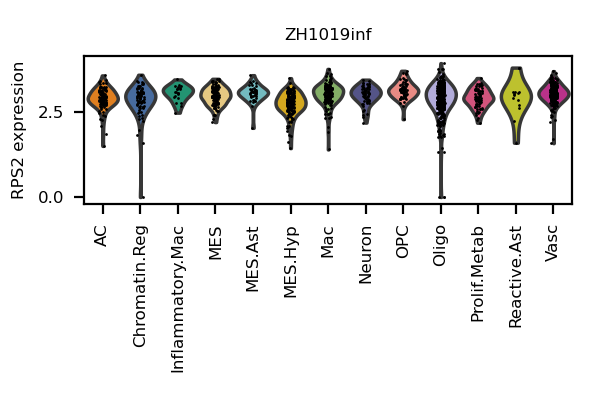 ZH1019inf
RPS2 expression
2.5
0.0
AC
Chromatin.Reg
Inflammatory.Mac
MES
MES.Ast
MES.Hyp
Mac
Neuron
OPC
Oligo
Prolif.Metab
Reactive.Ast
Vasc